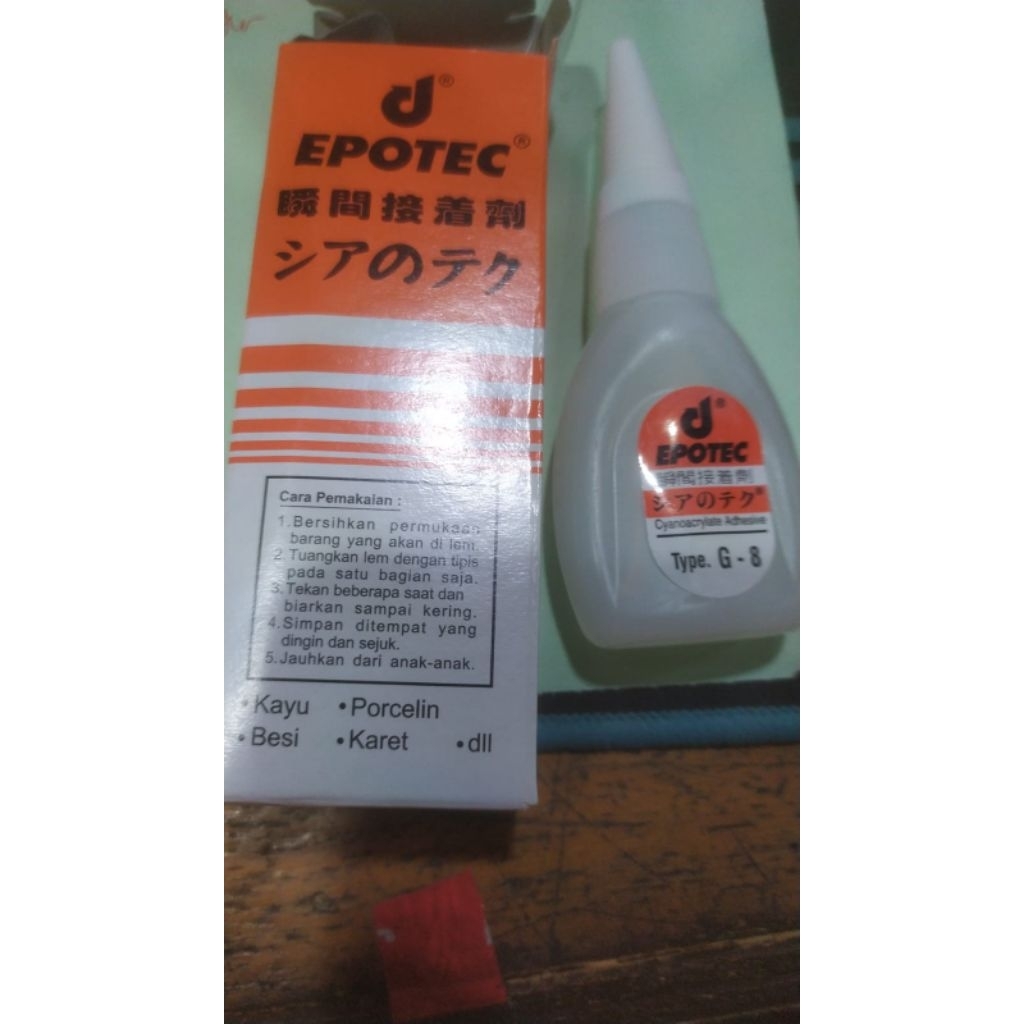 EPOTEC®
瞬間接着劑
シアのテク
Cara Pemakaian :
1. Bersihkan permukaan
barang yang akan di lem.
2. Tuangkan lem dengan tipis
pada satu bagian saja.
3. Tekan beberapa saat dan
biarkan sampai kering.
4. Simpan ditempat yang
dingin dan sejuk.
5. Jauhkan dari anak-anak.
•Kayu •Porcelin
•Besi •Karet •dll
EPOTEC
瞬間接着劑
シアのテク®
Cyanoacrylate Adhesive
Type. G - 8